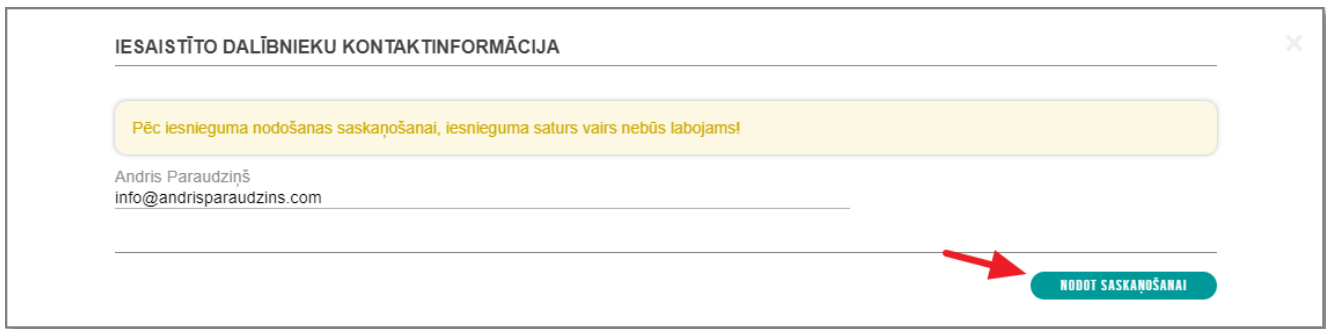 IESAISTĪTO DALĪBNIEKU KONTAKTINFORMĀCIJA
Pēc iesnieguma nodošanas saskaņošanai, iesnieguma saturs vairs nebūs labojams!
Andris Paraudziņš
info@andrisparaudzins.com
NODOT SASKAŅOŠANAI